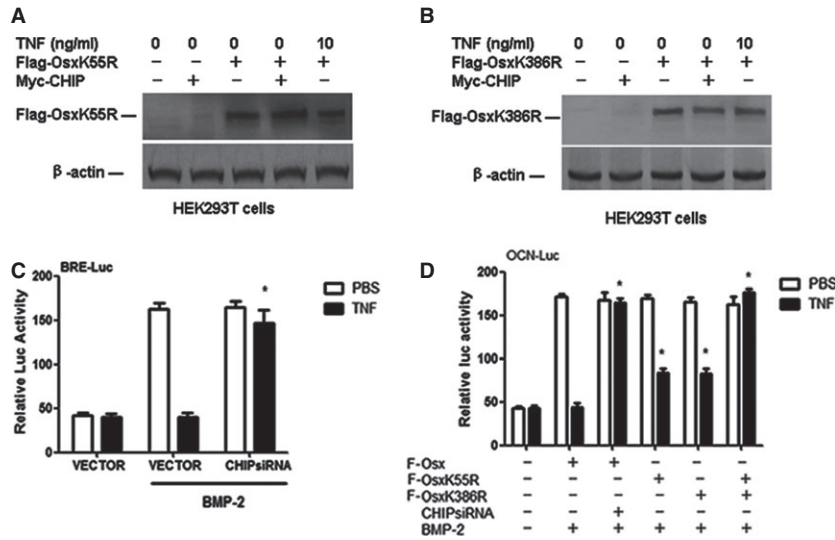 A
TNF (ng/ml) 0 0 0 0 10
Flag-OsxK55R – – + + +
Myc-CHIP – + – + –
Flag-OsxK55R
β-actin
HEK293T cells
B
TNF (ng/ml) 0 0 0 0 10
Flag-OsxK386R – – + + +
Myc-CHIP – + – + –
Flag-OsxK386R
β-actin
HEK293T cells
C
BRE-Luc
Relative Luc Activity
200
150
100
50
0
*
PBS
TNF
VECTOR VECTOR CHIPsiRNA
BMP-2
D
OCN-Luc
Relative luc activity
200
150
100
50
0
* * * *
PBS
TNF
F-Osx – + + – – –
F-OsxK55R – – – + – +
F-OsxK386R – – – – + +
CHIPsiRNA – – + – – –
BMP-2 – + + + + +